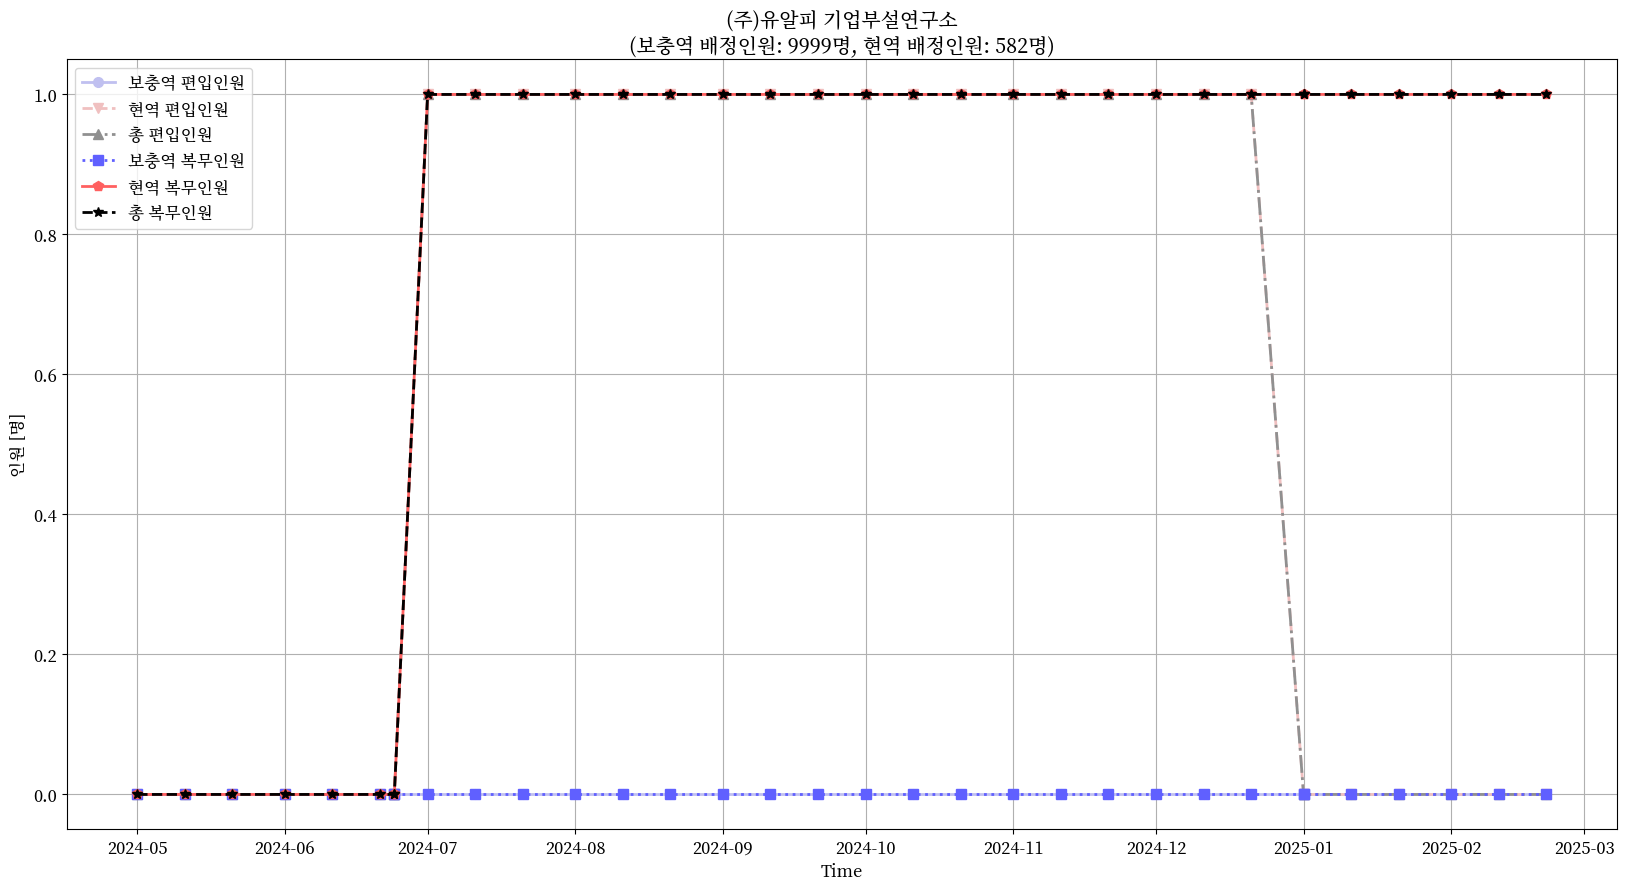 (주)유알피 기업부설연구소
(보충역 배정인원: 9999명, 현역 배정인원: 582명)
보충역 편입인원
현역 편입인원
총 편입인원
보충역 복무인원
현역 복무인원
총 복무인원
1.0
0.8
0.6
0.4
0.2
0.0
인원 [명]
2024-05 2024-06 2024-07 2024-08 2024-09 2024-10 2024-11 2024-12 2025-01 2025-02 2025-03
Time